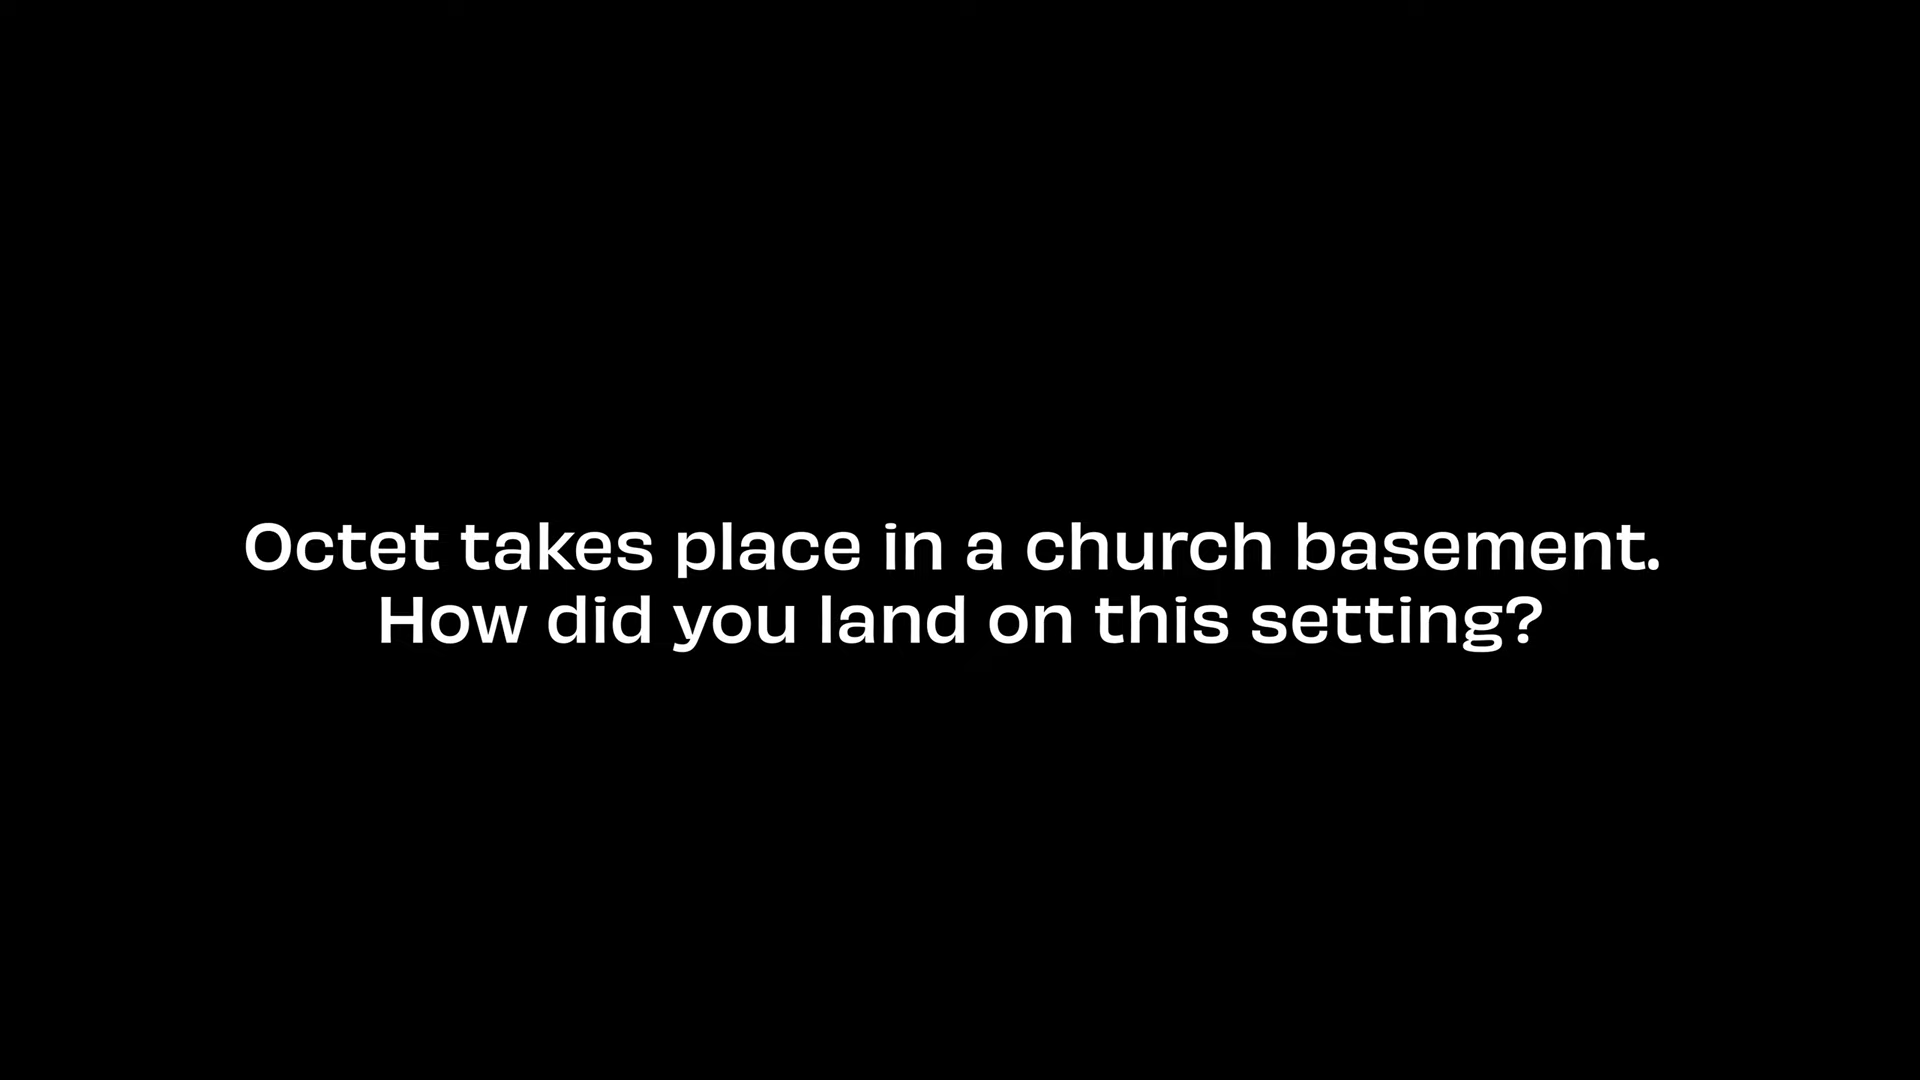 Octet takes place in a church basement.
How did you land on this setting?